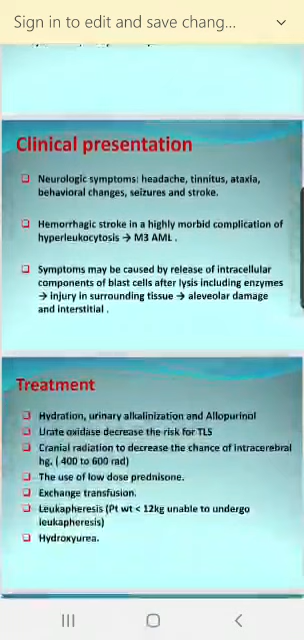 Sign in to edit and save chang...
Clinical presentation
Neurologic symptoms: headache, tinnitus, ataxia,
behavioral changes, seizures and stroke.
Hemorrhagic stroke in a highly morbid complication of
hyperleukocytosis → M3 AML .
Symptoms may be caused by release of intracellular
components of blast cells after lysis including enzymes
→ injury in surrounding tissue → aleveolar damage
and interstitial .
Treatment
Hydration, urinary alkalinization and Allopurinol
Urate oxidase decrease the risk for TLS
Cranial radiation to decrease the chance of intracerebral
hg. ( 400 to 600 rad)
The use of low dose prednisone.
Exchange transfusion.
Leukapheresis (Pt wt < 12kg unable to undergo
leukapheresis)
Hydroxyurea.